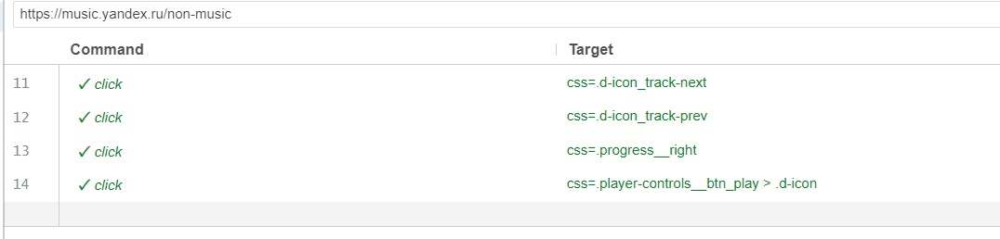 https://music.yandex.ru/non-music
Command Target
11 ✓ click css=.d-icon_track-next
12 ✓ click css=.d-icon_track-prev
13 ✓ click css=.progress__right
14 ✓ click css=.player-controls__btn_play > .d-icon